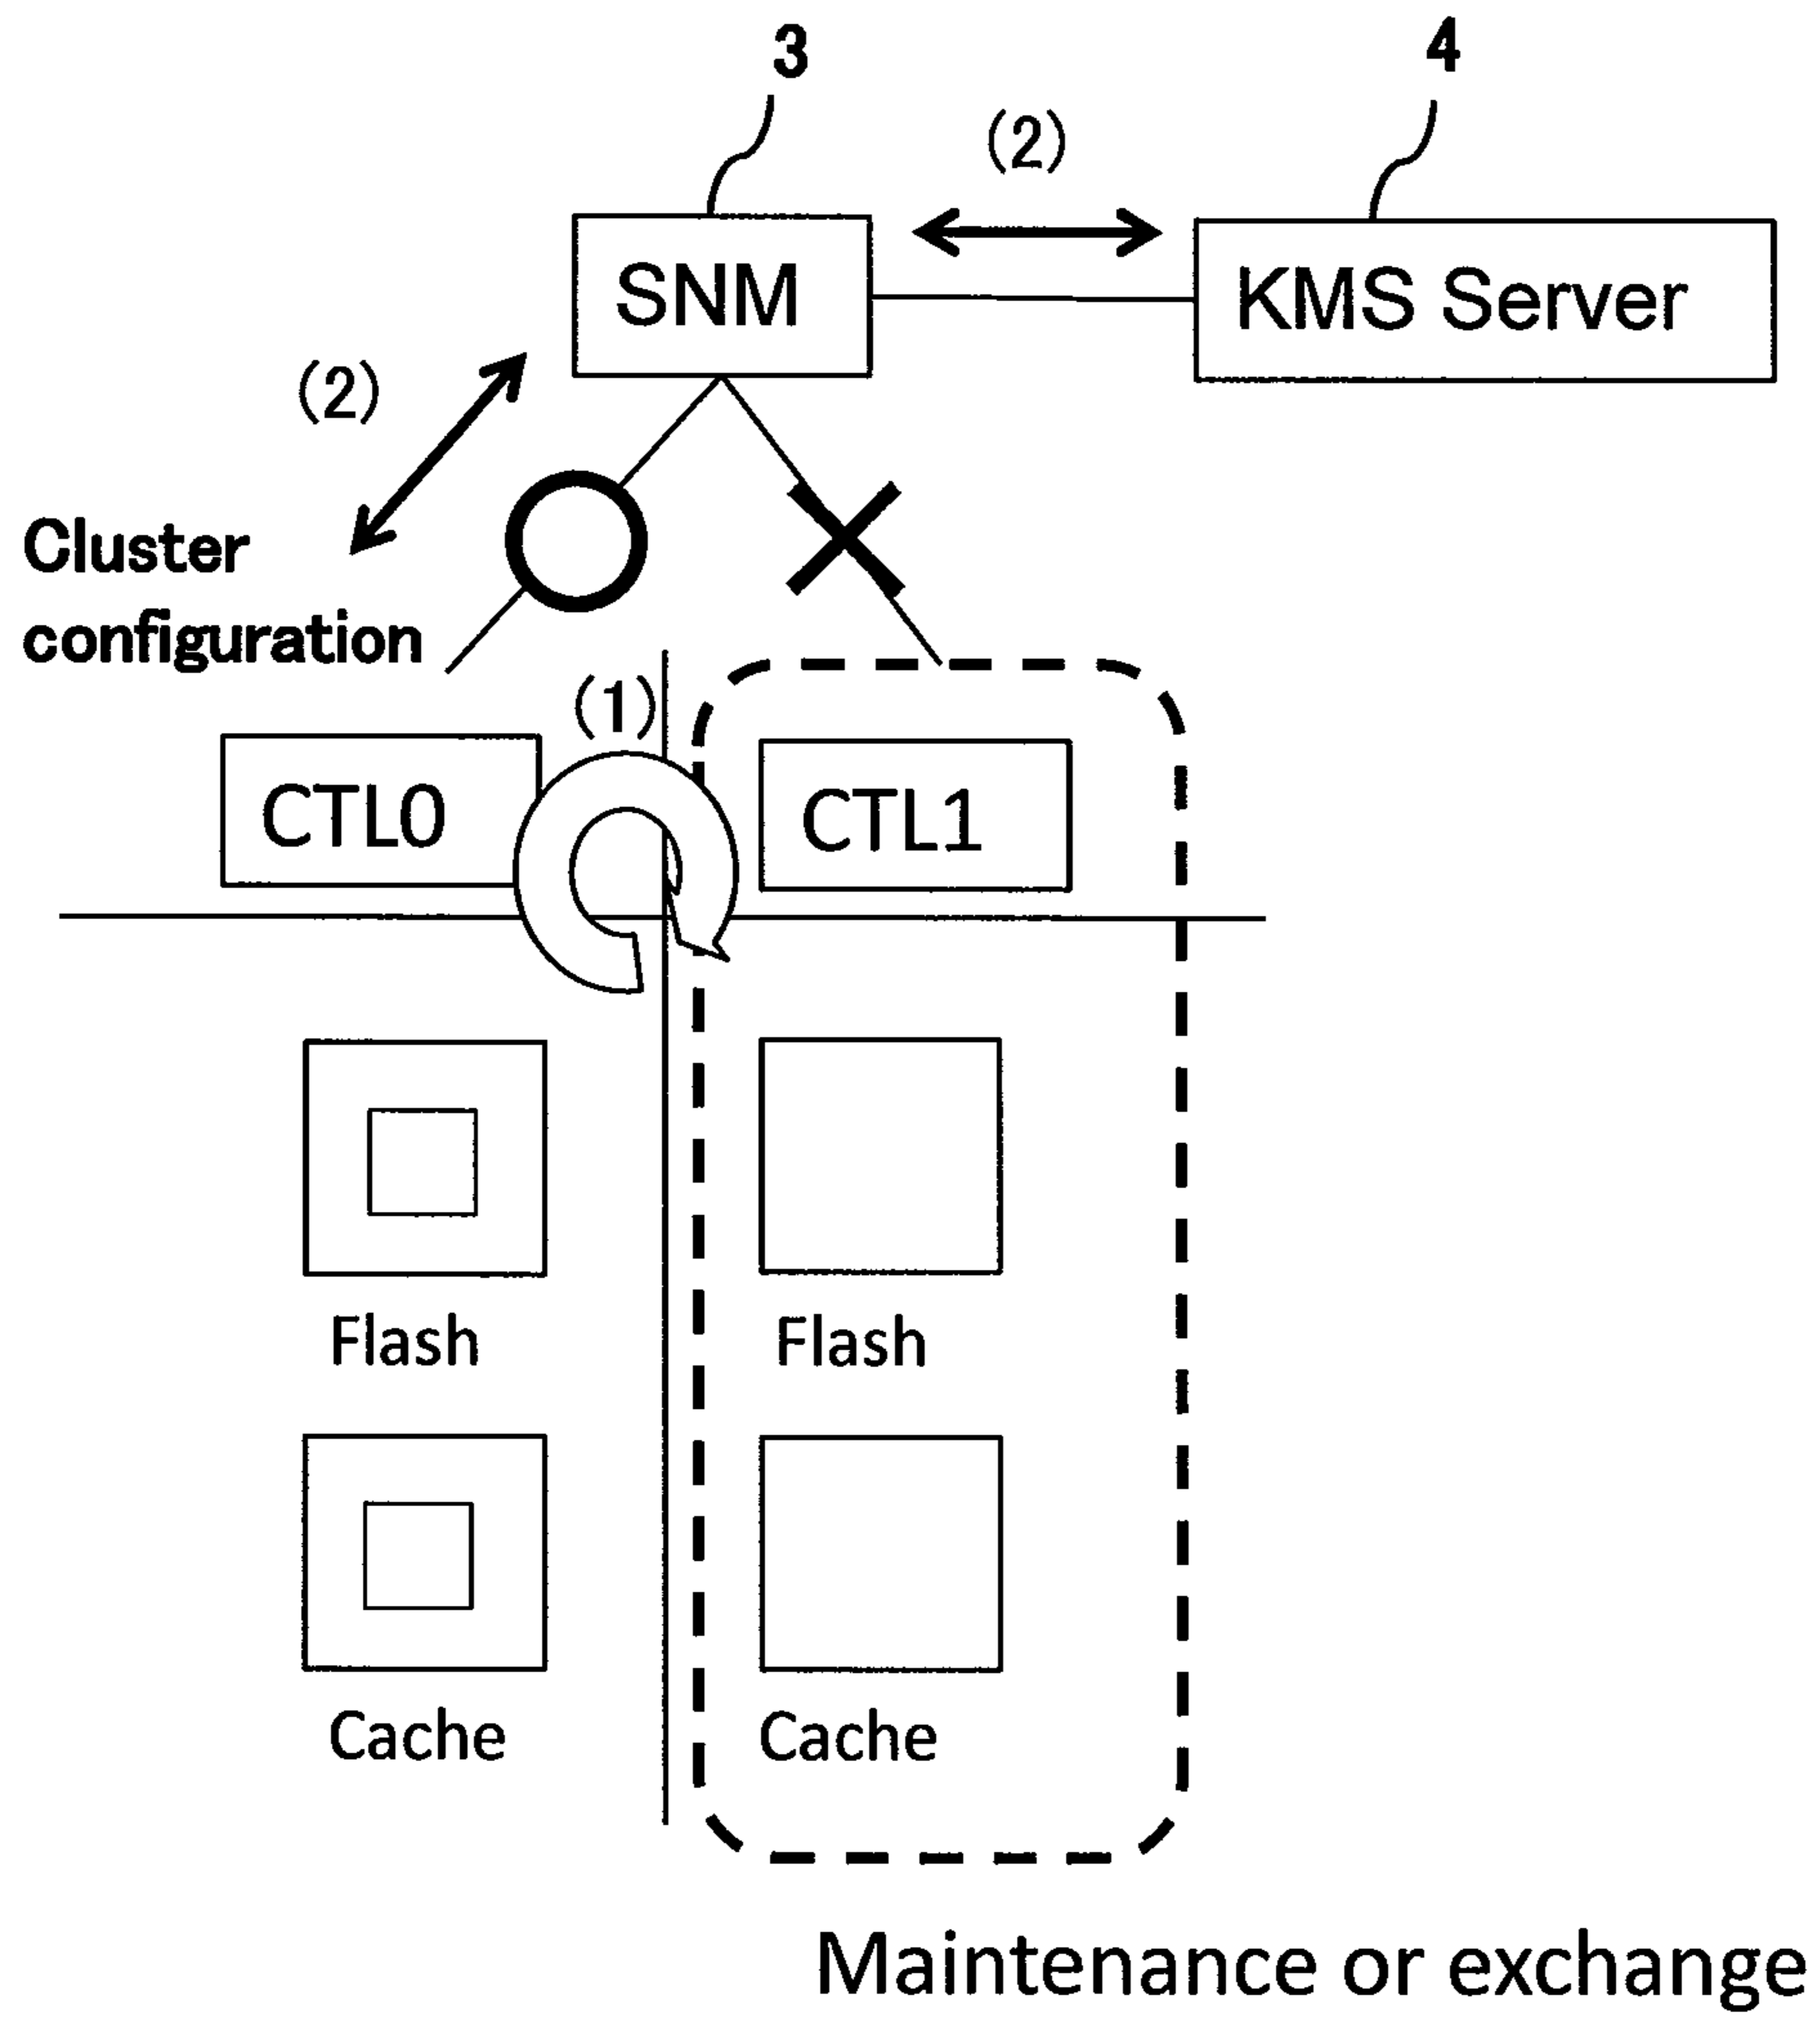 3
4
(2)
SNM
KMS Server
(2)
Cluster
configuration
(1)
CTL0
CTL1
Flash
Flash
Cache
Cache
Maintenance or exchange